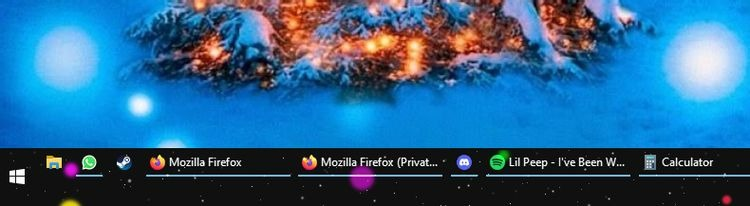 Mozilla Firefox
Mozilla Firefox (Privat...
Lil Peep - I've Been W...
Calculator